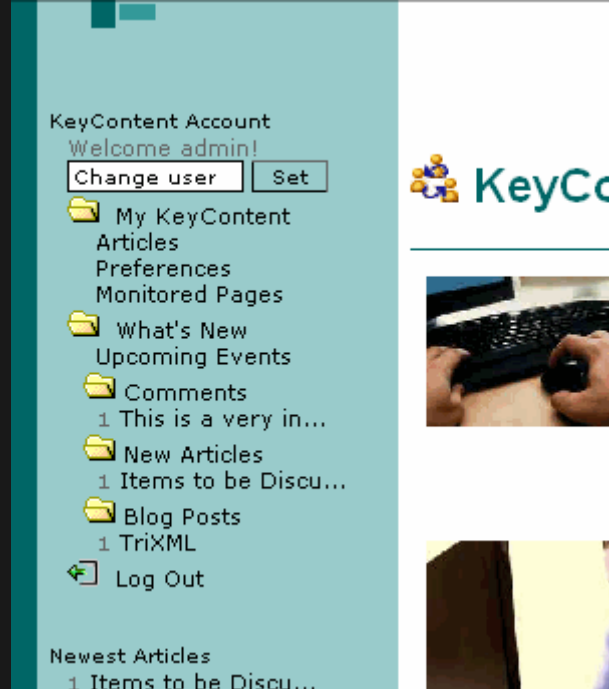 KeyContent Account
Welcome admin!
Change user Set
My KeyContent
Articles
Preferences
Monitored Pages
What's New
Upcoming Events
Comments
1 This is a very in...
New Articles
1 Items to be Discu...
Blog Posts
1 TriXML
Log Out
KeyCo
Newest Articles
1 Items to be Discu...